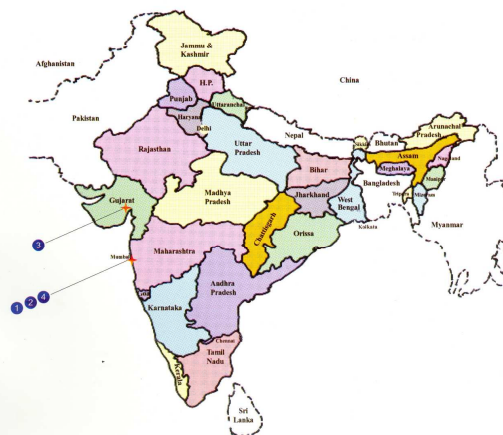 Jammu &
Kashmir
Afghanistan
H.P.
China
Punjab
Uttaranchal
Pakistan
Haryana
Delhi
Nepal
Arunachal
Pradesh
Bhutan
Rajasthan
Uttar
Pradesh
Assam
Nagaland
Bihar
Meghalaya
Manipur
Bangladesh
Gujarat
Madhya
Pradesh
Jharkhand
West
Bengal
Mizoram
Tripura
Chattisgarh
Kolkata
Myanmar
Orissa
3
Mumbai
Maharashtra
1
2
4
Goa
Andhra
Pradesh
Karnataka
Chennai
Tamil
Nadu
Kerala
Sri
Lanka